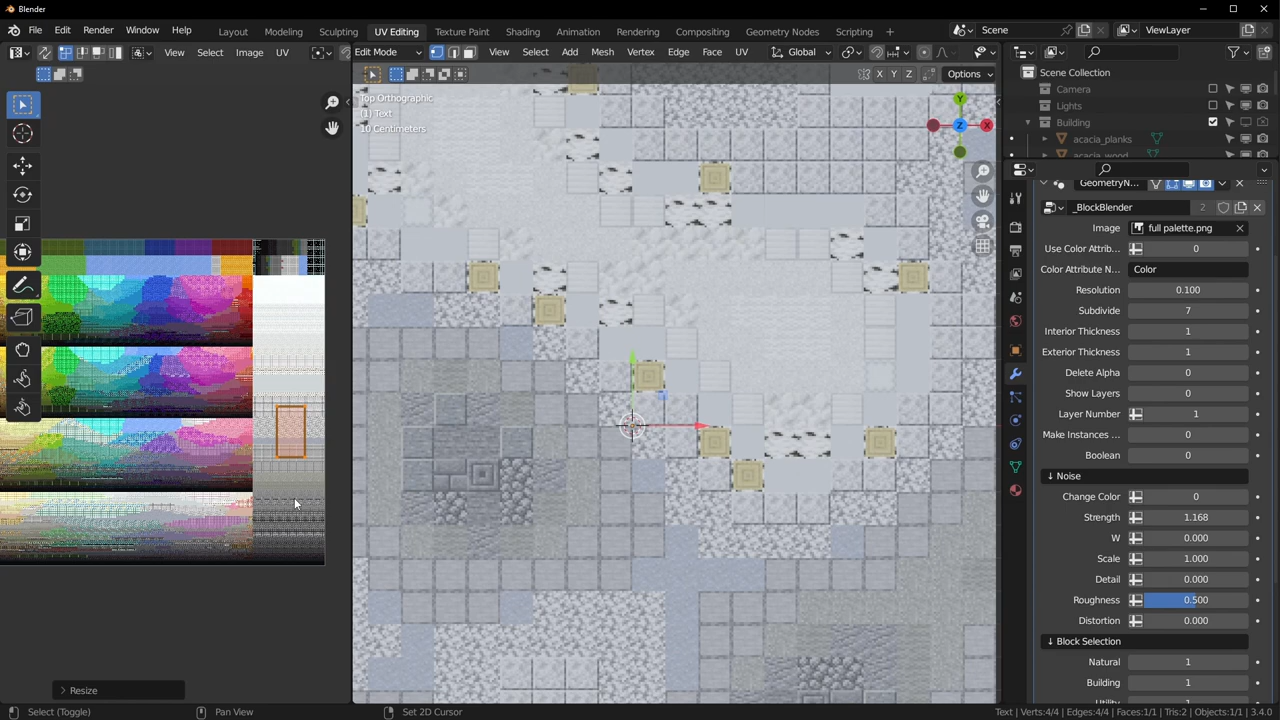 Blender
File Edit Render Window Help Layout Modeling Sculpting UV Editing Texture Paint Shading Animation Rendering Compositing Geometry Nodes Scripting Scene ViewLayer
View Select Image UV Edit Mode View Select Add Mesh Vertex Edge Face UV Global
X Y Z Options
Top Orthographic
(1) Text
10 Centimeters
Y
Z X
Scene Collection
Camera
Lights
Building
acacia_planks
acacia_wood
GeometryN...
_BlockBlender 2
Image full palette.png
Use Color Attrib... 0
Color Attribute N... Color
Resolution 0.100
Subdivide 7
Interior Thickness 1
Exterior Thickness 1
Delete Alpha 0
Show Layers 0
Layer Number 1
Make Instances ... 0
Boolean 0
↓ Noise
Change Color 0
Strength 1.168
W 0.000
Scale 1.000
Detail 0.000
Roughness 0.500
Distortion 0.000
↓ Block Selection
Natural 1
Building 1
Resize
Select (Toggle) Pan View Set 2D Cursor Text | Verts:4/4 | Edges:4/4 | Faces:1/1 | Tris:2 | Objects:1/1 | 3.4.0